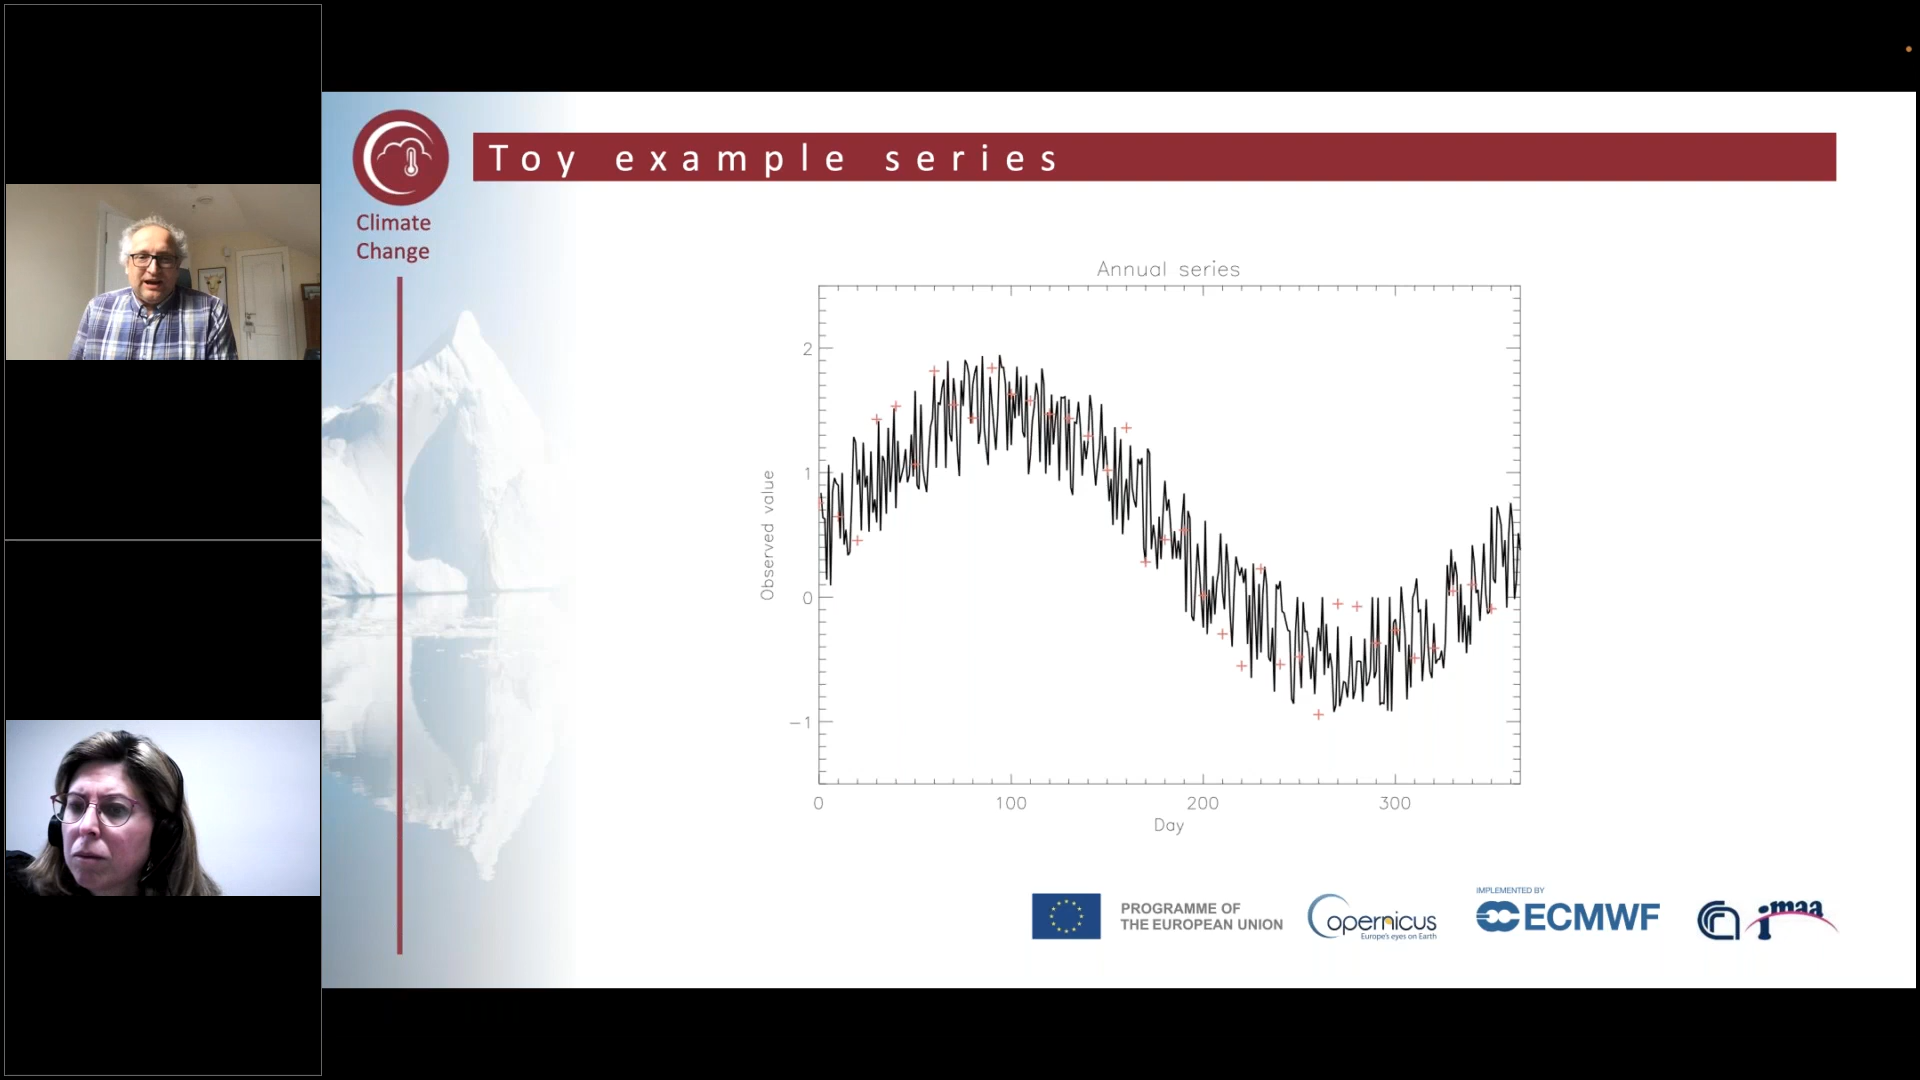 Toy example series
Climate
Change
Annual series
2
1
0
−1
Observed value
0
100
200
300
Day
PROGRAMME OF
THE EUROPEAN UNION
opernicus
Europe's eyes on Earth
IMPLEMENTED BY
ECMWF
imaa